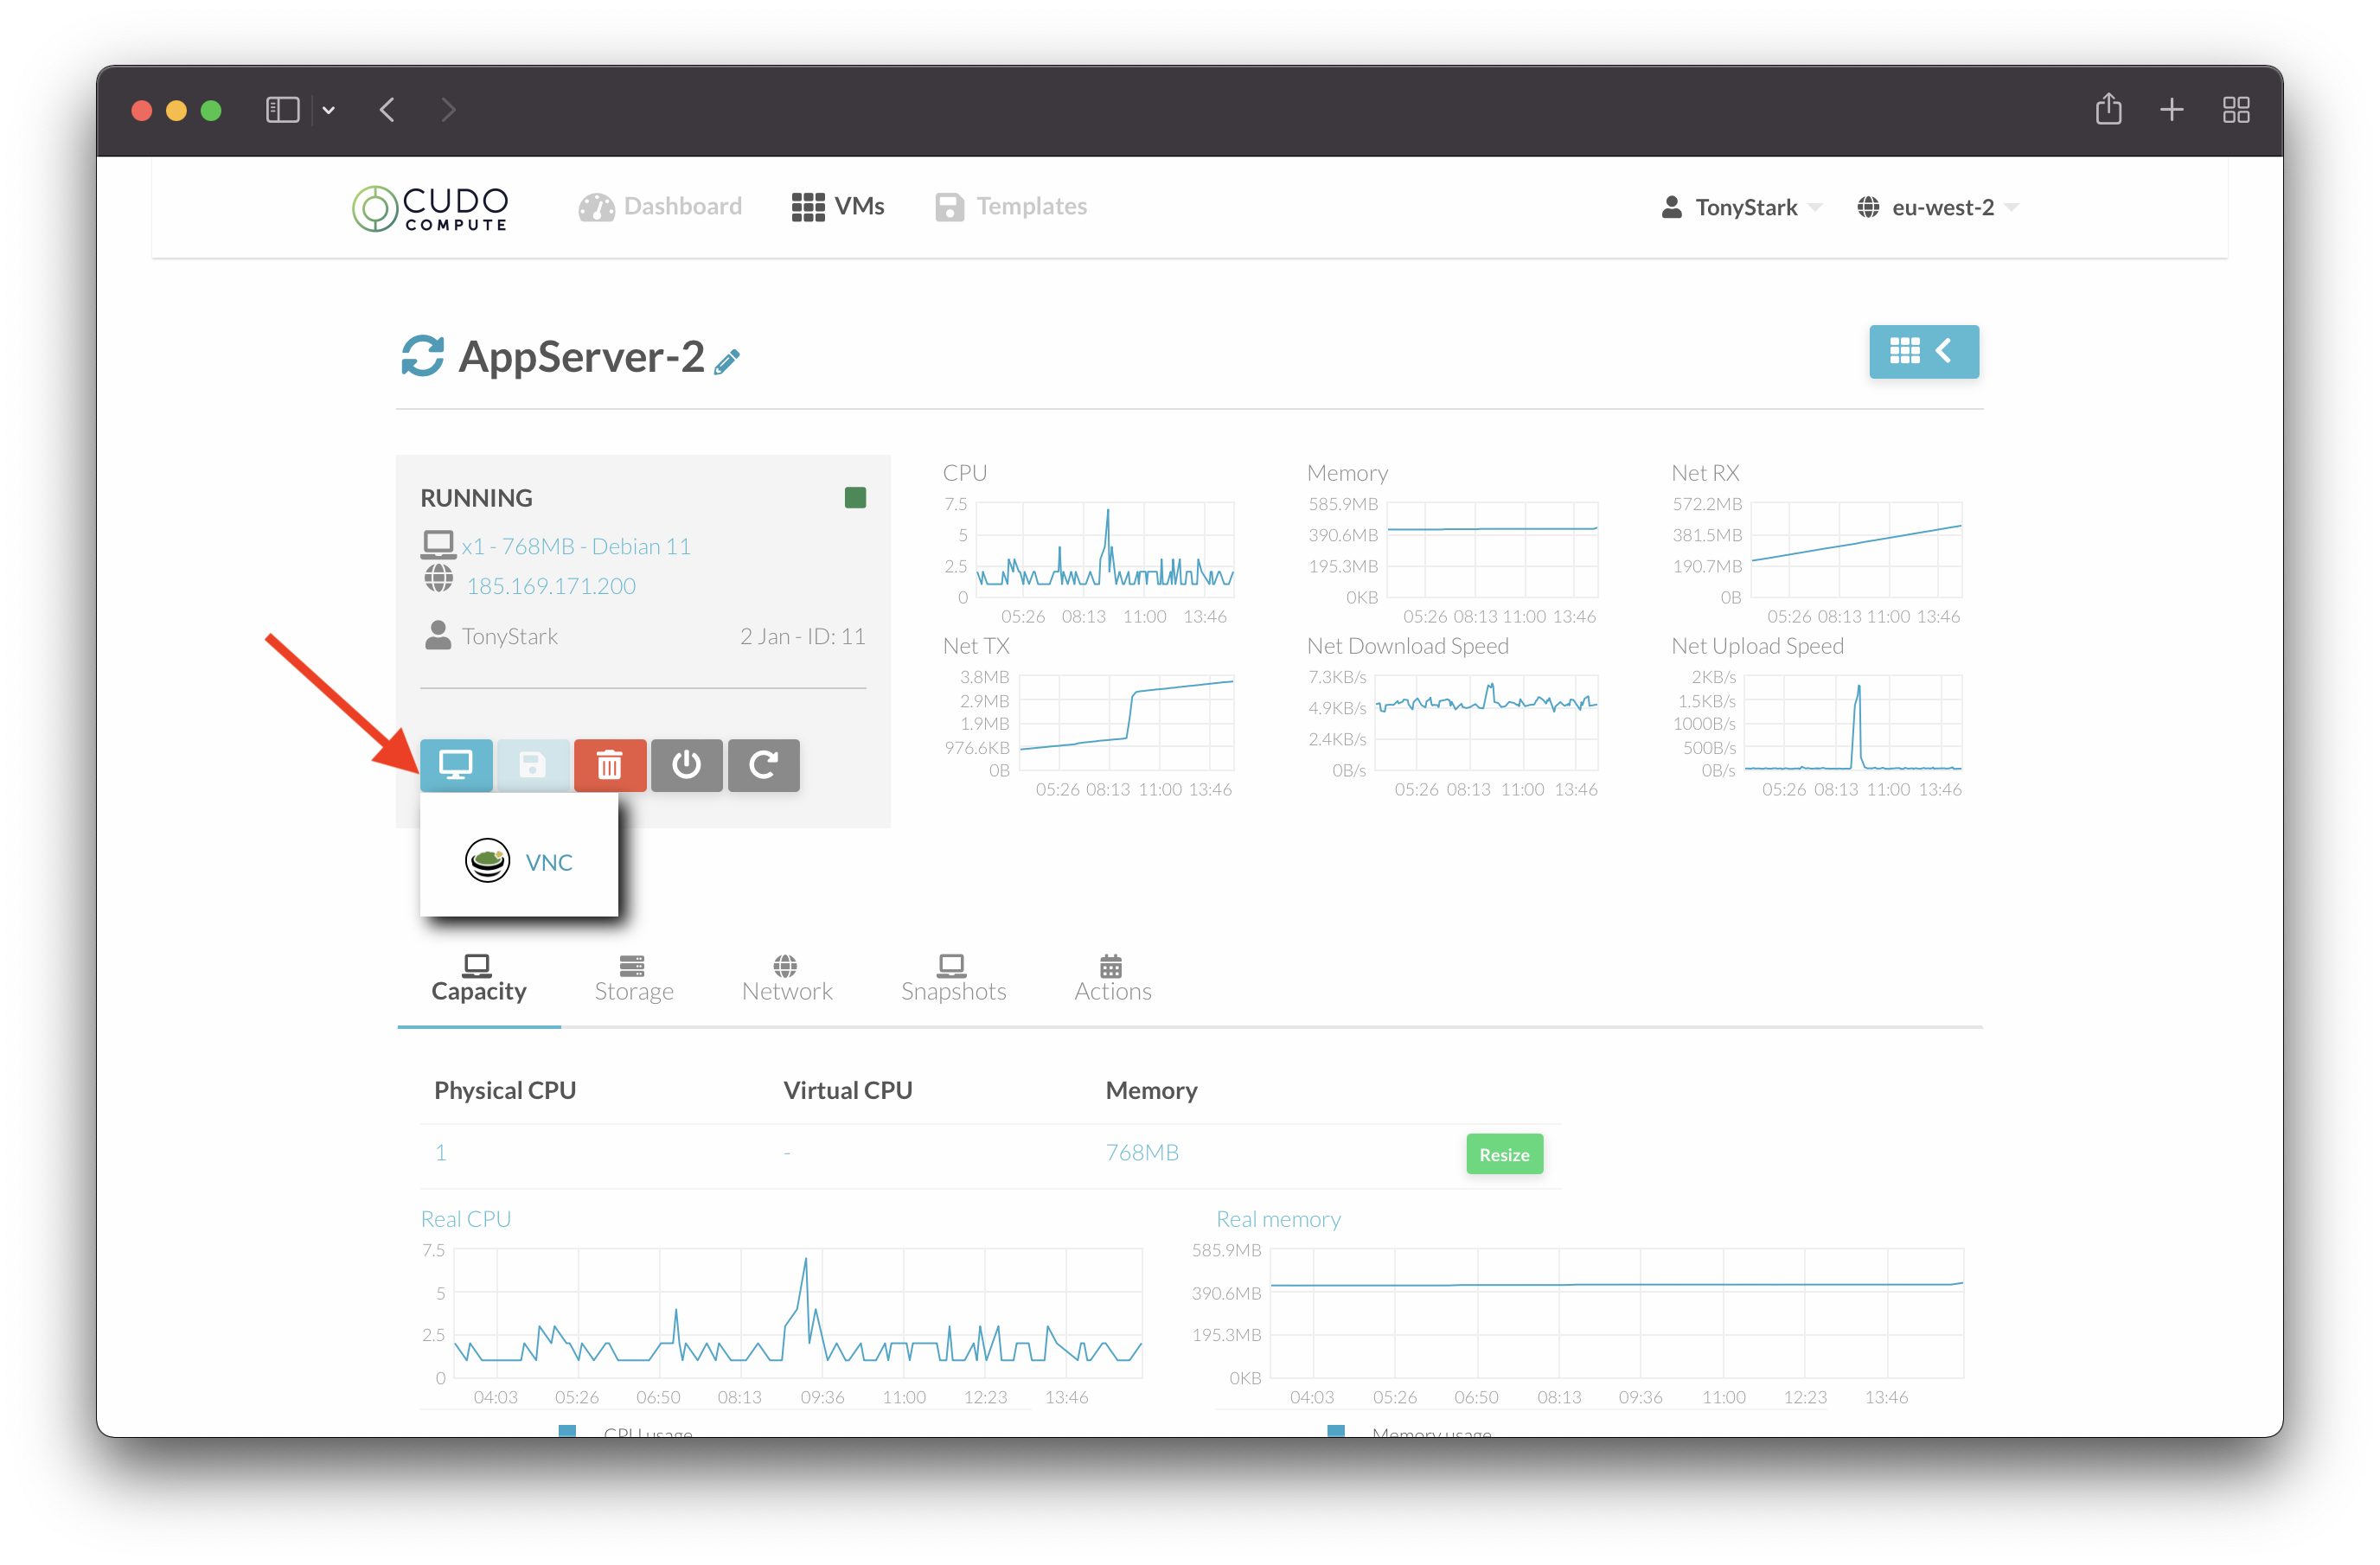 CUDO
COMPUTE
Dashboard
VMs
Templates
TonyStark
eu-west-2
AppServer-2
RUNNING
x1 - 768MB - Debian 11
185.169.171.200
TonyStark
2 Jan - ID: 11
VNC
CPU
7.5
5
2.5
0
05:26 08:13 11:00 13:46
Memory
585.9MB
390.6MB
195.3MB
0KB
05:26 08:13 11:00 13:46
Net RX
572.2MB
381.5MB
190.7MB
0B
05:26 08:13 11:00 13:46
Net TX
3.8MB
2.9MB
1.9MB
976.6KB
0B
05:26 08:13 11:00 13:46
Net Download Speed
7.3KB/s
4.9KB/s
2.4KB/s
0B/s
05:26 08:13 11:00 13:46
Net Upload Speed
2KB/s
1.5KB/s
1000B/s
500B/s
0B/s
05:26 08:13 11:00 13:46
Capacity
Storage
Network
Snapshots
Actions
Physical CPU
Virtual CPU
Memory
1
-
768MB
Resize
Real CPU
7.5
5
2.5
0
04:03 05:26 06:50 08:13 09:36 11:00 12:23 13:46
CPU usage
Real memory
585.9MB
390.6MB
195.3MB
0KB
04:03 05:26 06:50 08:13 09:36 11:00 12:23 13:46
Memory usage